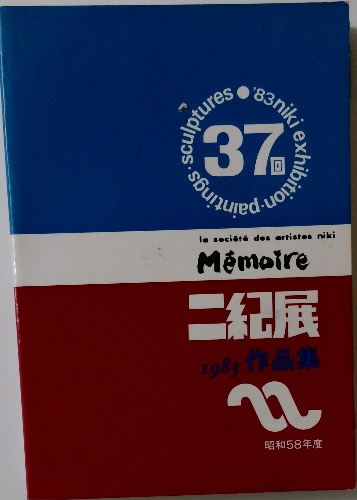 '83 niki exhibition · paintings · sculptures
37回
la société des artistes niki
Mémoire
二紀展
1983 作品集
昭和58年度